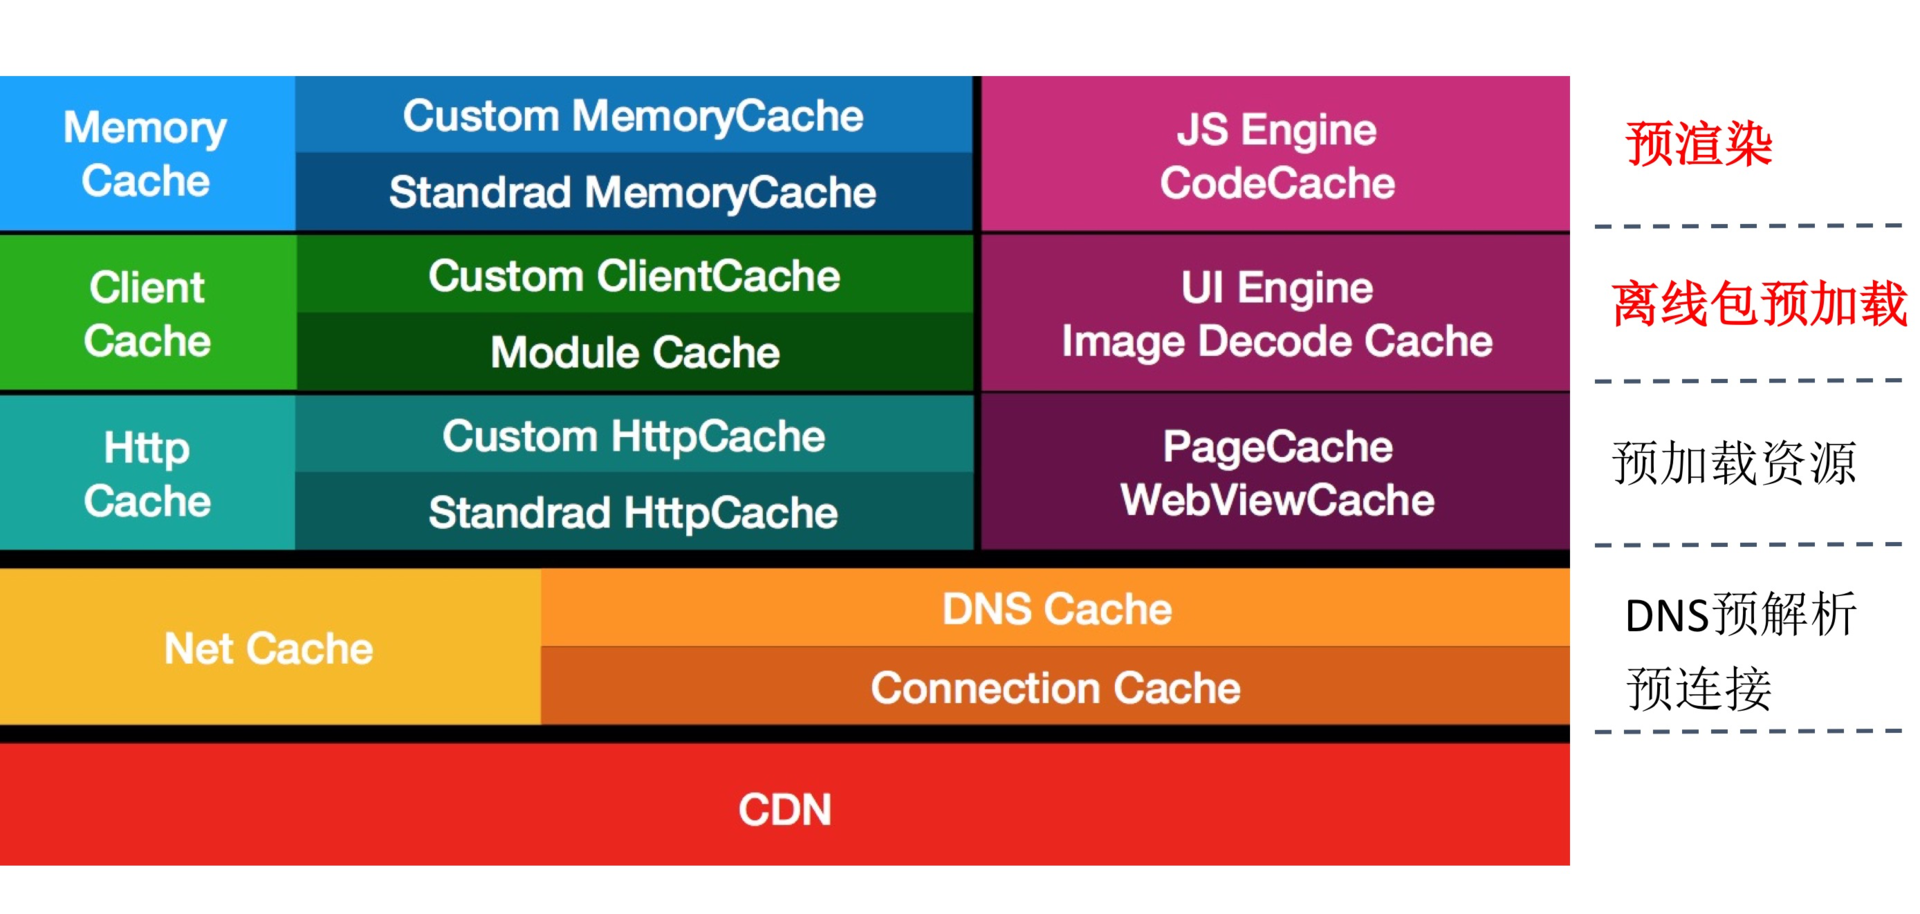 Memory
Cache
Custom MemoryCache
Standrad MemoryCache
JS Engine
CodeCache
预渲染
Client
Cache
Custom ClientCache
Module Cache
UI Engine
Image Decode Cache
离线包预加载
Http
Cache
Custom HttpCache
Standrad HttpCache
PageCache
WebViewCache
预加载资源
Net Cache
DNS Cache
Connection Cache
DNS预解析
预连接
CDN